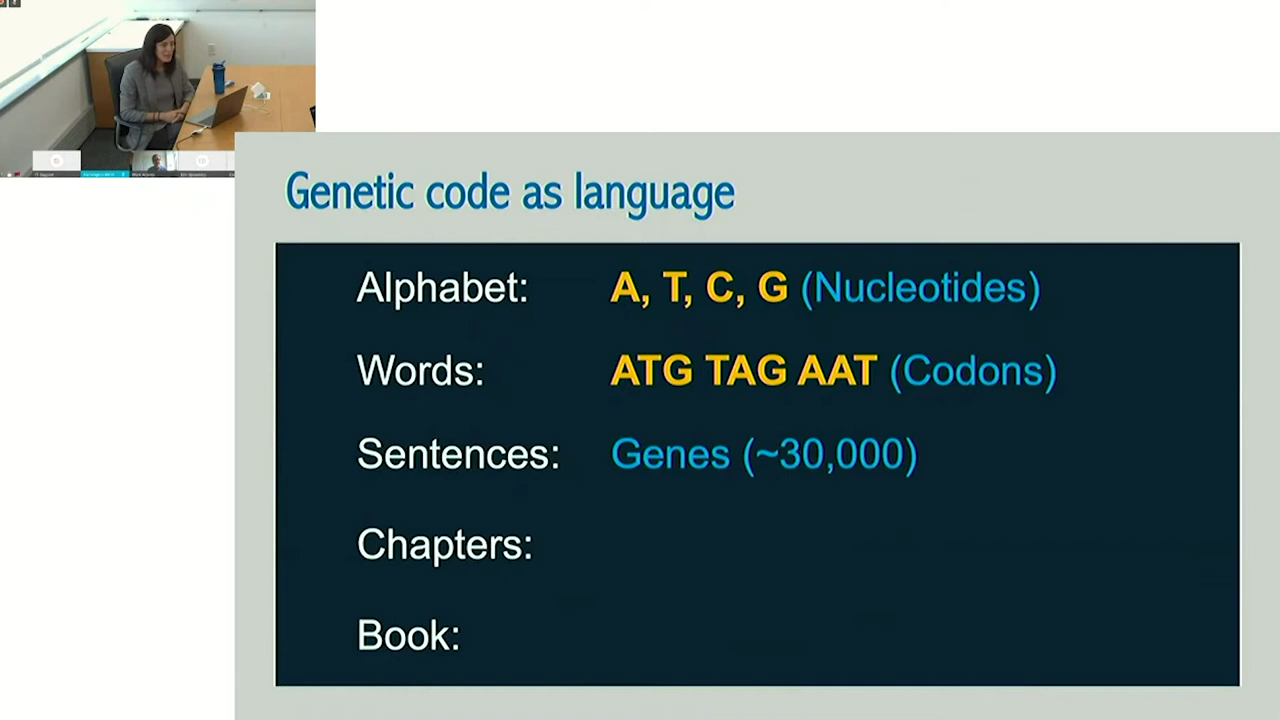 Genetic code as language
Alphabet: A, T, C, G (Nucleotides)
Words: ATG TAG AAT (Codons)
Sentences: Genes (~30,000)
Chapters:
Book: